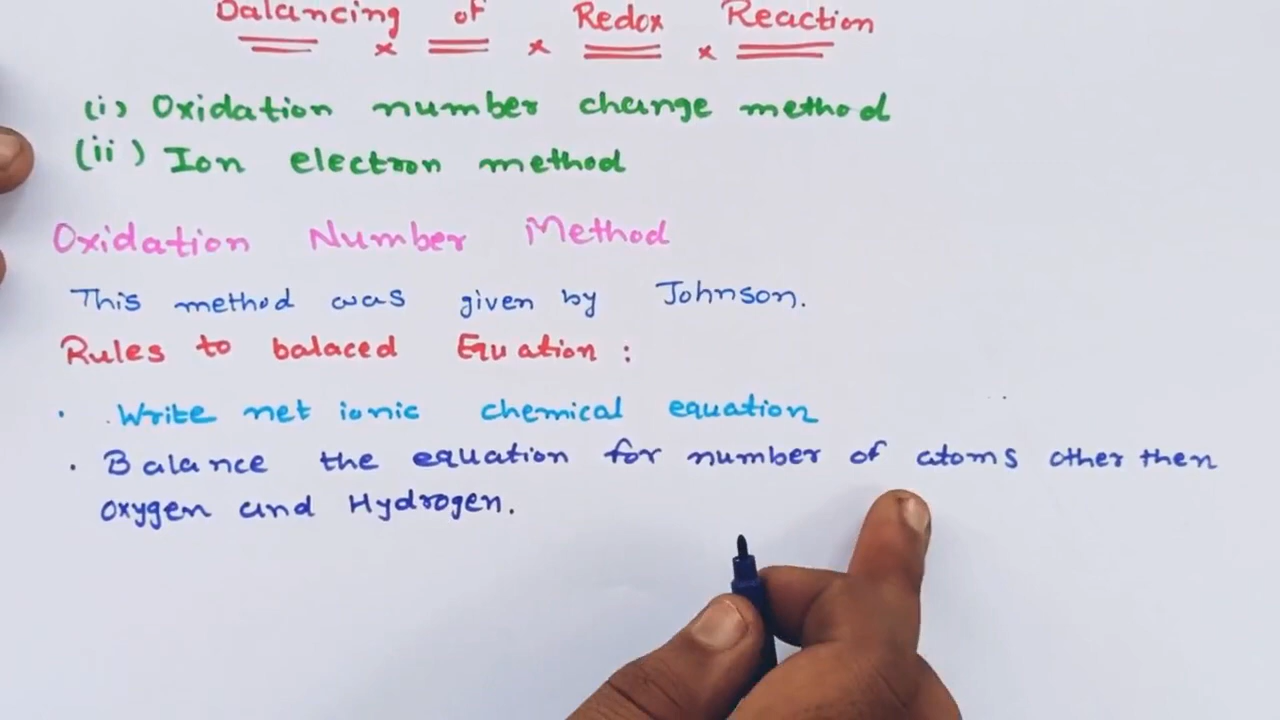 Balancing of Redox Reaction
(i) Oxidation number change method
(ii) Ion electron method
Oxidation Number Method
This method was given by Johnson.
Rules to balaced Equation :
. Write net ionic chemical equation
. Balance the equation for number of atoms other then
oxygen and Hydrogen.